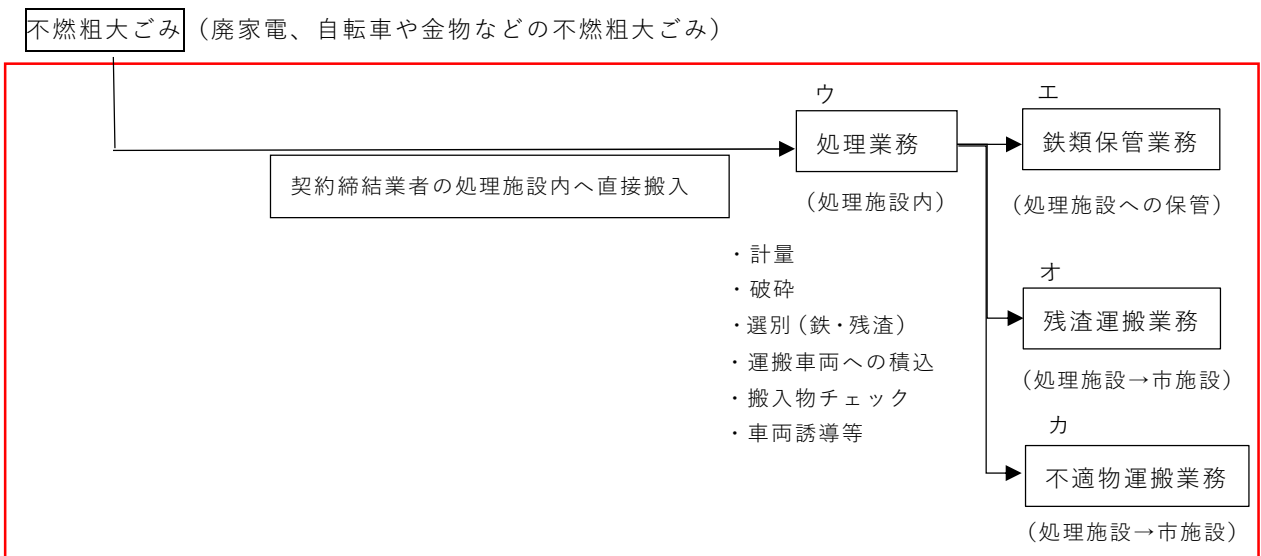 不燃粗大ごみ（廃家電、自転車や金物などの不燃粗大ごみ）
ウ
エ
処理業務
鉄類保管業務
契約締結業者の処理施設内へ直接搬入
（処理施設内）
（処理施設への保管）
・計量
・破砕
・選別（鉄・残渣）
・運搬車両への積込
・搬入物チェック
・車両誘導等
オ
残渣運搬業務
（処理施設→市施設）
カ
不適物運搬業務
（処理施設→市施設）